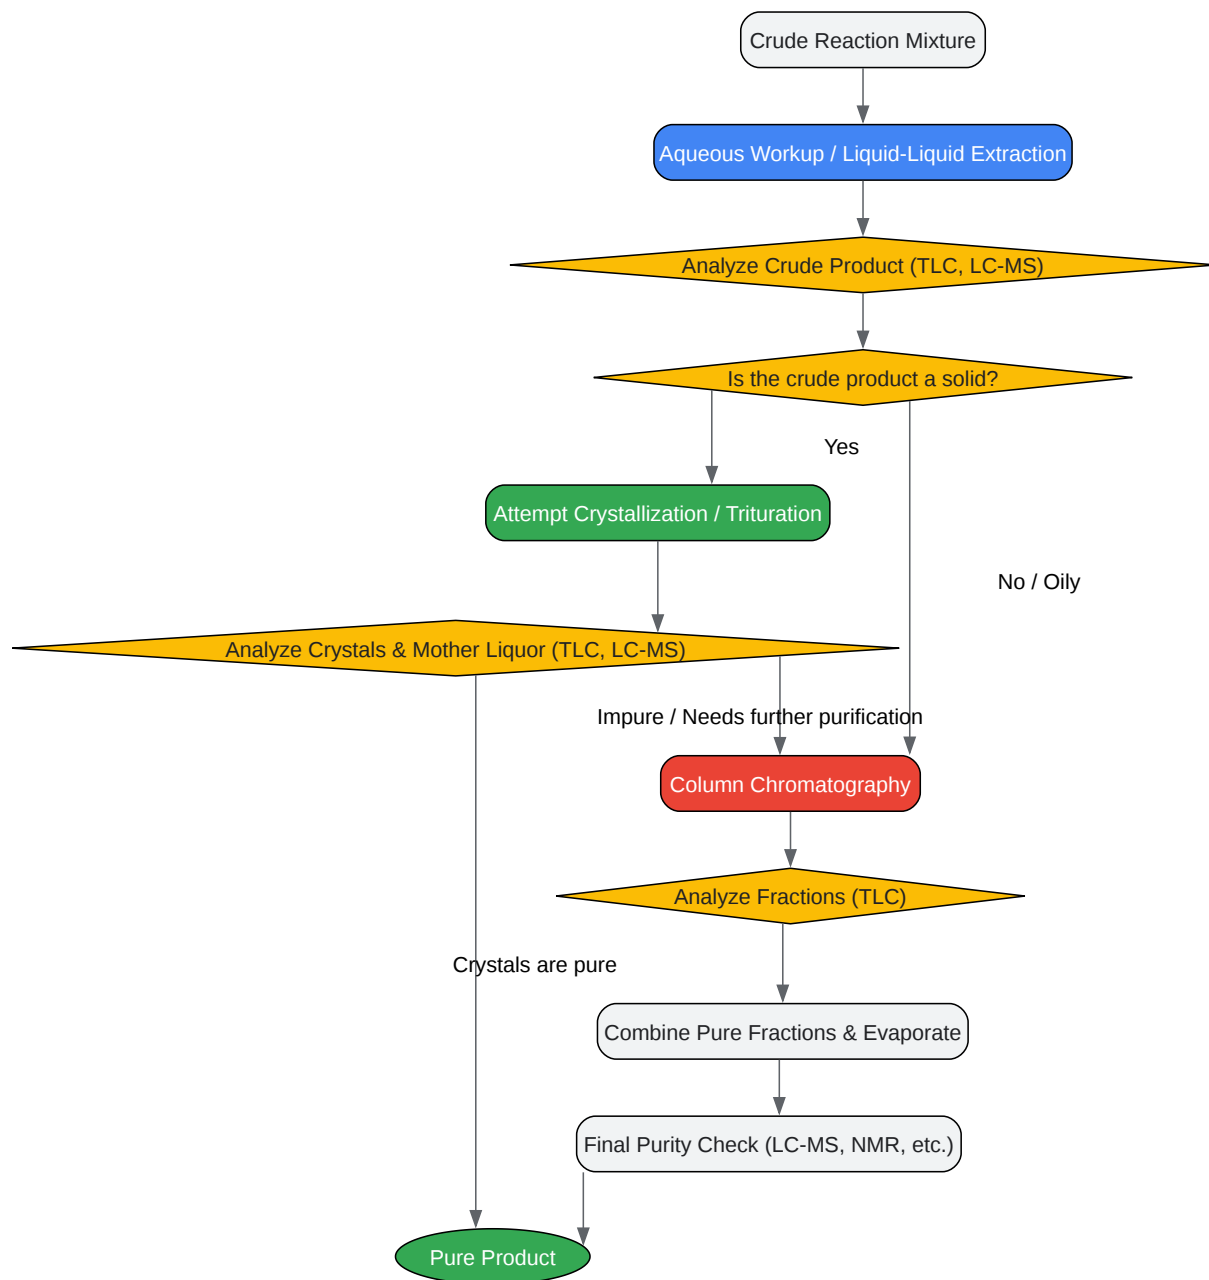 Crude Reaction Mixture
Aqueous Workup / Liquid-Liquid Extraction
Analyze Crude Product (TLC, LC-MS)
Is the crude product a solid?
Yes
Attempt Crystallization / Trituration
No / Oily
Analyze Crystals & Mother Liquor (TLC, LC-MS)
Impure / Needs further purification
Column Chromatography
Analyze Fractions (TLC)
Crystals are pure
Combine Pure Fractions & Evaporate
Final Purity Check (LC-MS, NMR, etc.)
Pure Product